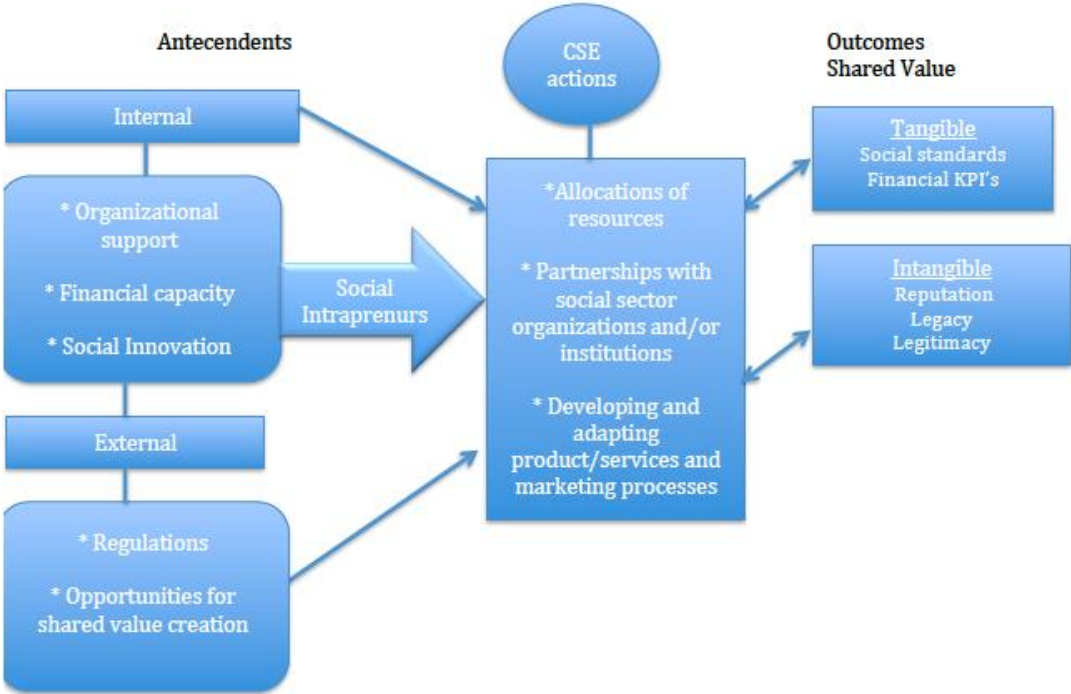 Antecendents
Internal
* Organizational
support
* Financial capacity
* Social Innovation
External
* Regulations
* Opportunities for
shared value creation
Social
Intraprenurs
CSE
actions
*Allocations of
resources
* Partnerships with
social sector
organizations and/or
institutions
* Developing and
adapting
product/services and
marketing processes
Outcomes
Shared Value
Tangible
Social standards
Financial KPI's
Intangible
Reputation
Legacy
Legitimacy